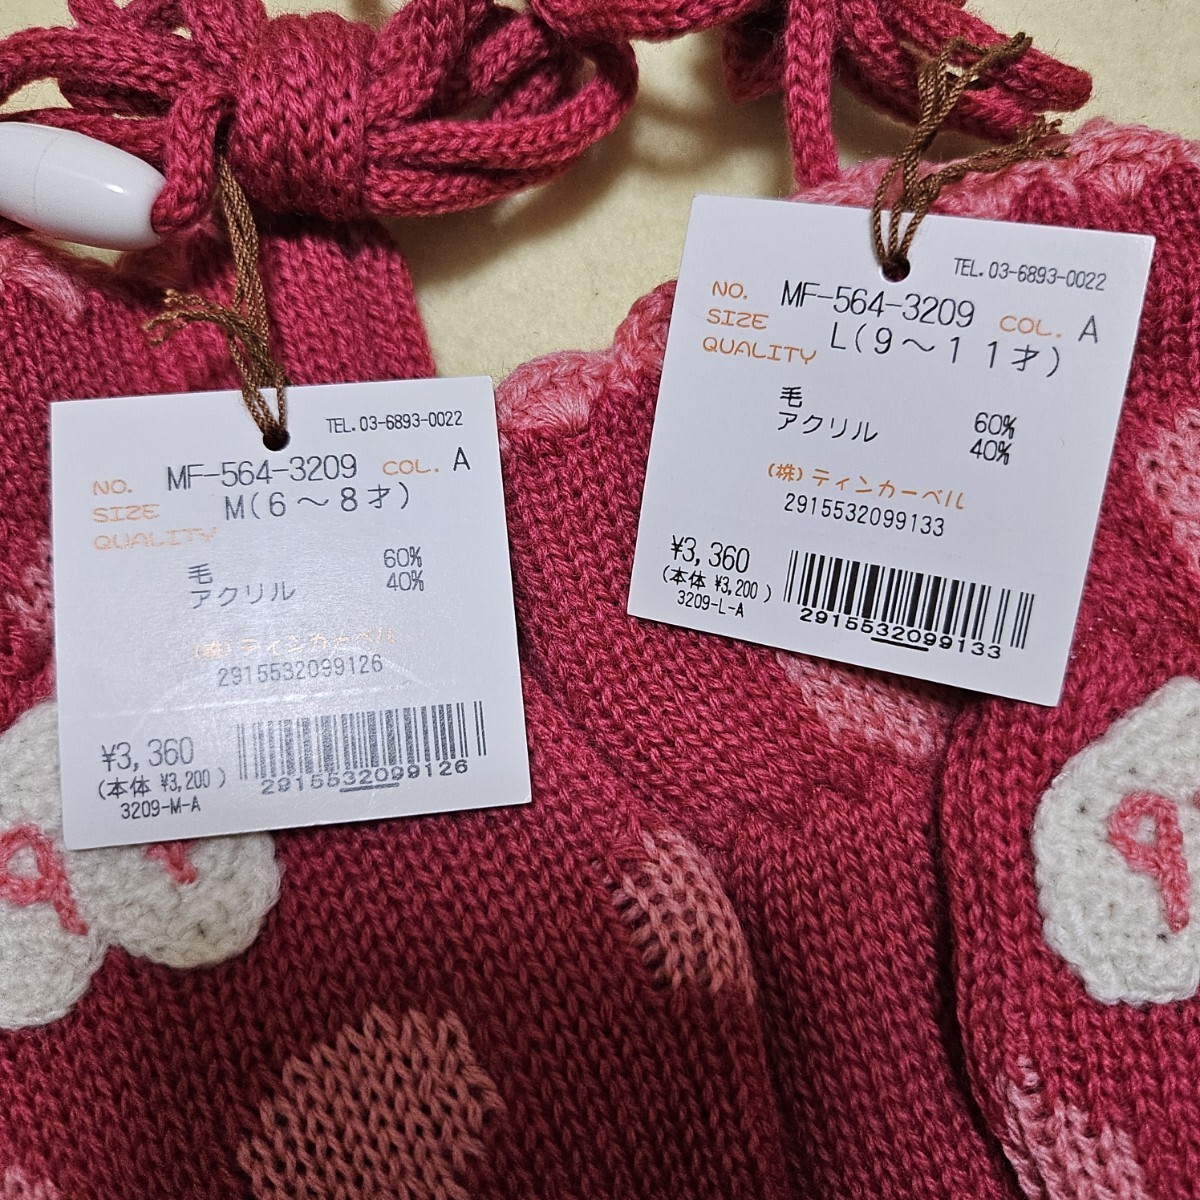 TEL. 03-6893-0022
NO. MF-564-3209 COL. A
SIZE M(6～8才)
QUALITY
毛 60%
アクリル 40%
(株)ティンカーベル
2915532099126
¥3,360
(本体 ¥3,200)
3209-M-A
2915532099126
TEL. 03-6893-0022
NO. MF-564-3209 COL. A
SIZE L(9～11才)
QUALITY
毛 60%
アクリル 40%
(株)ティンカーベル
2915532099133
¥3,360
(本体 ¥3,200)
3209-L-A
2915532099133